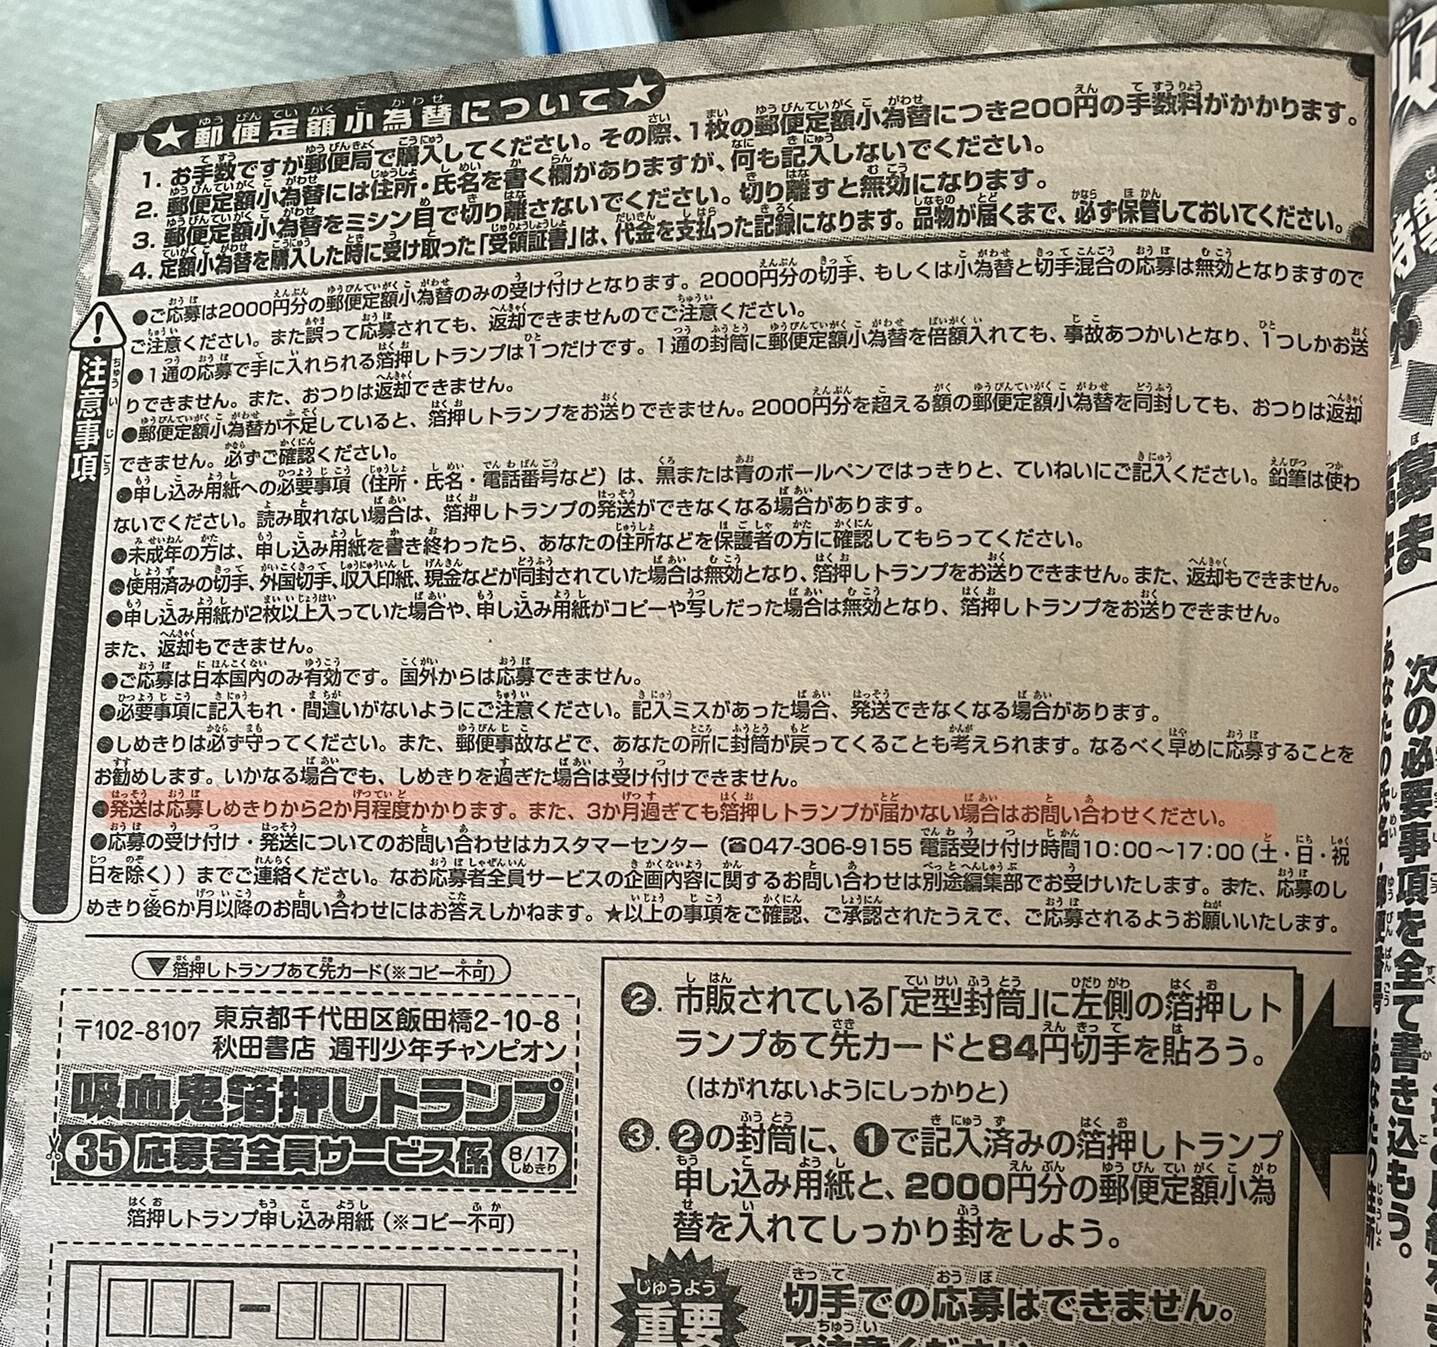 ★郵便定額小為替について★
1. お手数ですが郵便局で購入してください。その際、1枚の郵便定額小為替につき200円の手数料がかかります。
2. 郵便定額小為替には住所・氏名を書く欄がありますが、何も記入しないでください。
3. 郵便定額小為替をミシン目で切り離さないでください。切り離すと無効になります。
4. 定額小為替を購入した時に受け取った「受領証書」は、代金を支払った記録になります。品物が届くまで、必ず保管しておいてください。
注意事項
●ご応募は2000円分の郵便定額小為替のみの受け付けとなります。2000円分の切手、もしくは小為替と切手混合の応募は無効となりますので
ご注意ください。また誤って応募されても、返却できませんのでご注意ください。
●1通の応募で手に入れられる箔押しトランプは1つだけです。1通の封筒に郵便定額小為替を倍額入れても、事故あつかいとなり、1つしかお送
りできません。また、おつりは返却できません。
●郵便定額小為替が不足していると、箔押しトランプをお送りできません。2000円分を超える額の郵便定額小為替を同封しても、おつりは返却
できません。必ずご確認ください。
●申し込み用紙への必要事項（住所・氏名・電話番号など）は、黒または青のボールペンではっきりと、ていねいにご記入ください。鉛筆は使わ
ないでください。読み取れない場合は、箔押しトランプの発送ができなくなる場合があります。
●未成年の方は、申し込み用紙を書き終わったら、あなたの住所などを保護者の方に確認してもらってください。
●使用済みの切手、外国切手、収入印紙、現金などが同封されていた場合は無効となり、箔押しトランプをお送りできません。また、返却もできません。
●申し込み用紙が2枚以上入っていた場合や、申し込み用紙がコピーや写しだった場合は無効となり、箔押しトランプをお送りできません。
また、返却もできません。
●ご応募は日本国内のみ有効です。国外からは応募できません。
●必要事項に記入もれ・間違いがないようにご注意ください。記入ミスがあった場合、発送できなくなる場合があります。
●しめきりは必ず守ってください。また、郵便事故などで、あなたの所に封筒が戻ってくることも考えられます。なるべく早めに応募することを
お勧めします。いかなる場合でも、しめきりを過ぎた場合は受け付けできません。
●発送は応募しめきりから2か月程度かかります。また、3か月過ぎても箔押しトランプが届かない場合はお問い合わせください。
●応募の受け付け・発送についてのお問い合わせはカスタマーセンター（☎047-306-9155 電話受け付け時間10:00～17:00（土・日・祝
日を除く））までご連絡ください。なお応募者全員サービスの企画内容に関するお問い合わせは別途編集部でお受けいたします。また、応募のし
めきり後6か月以降のお問い合わせにはお答えしかねます。★以上の事項をご確認、ご承認されたうえで、ご応募されるようお願いいたします。
▼箔押しトランプあて先カード（※コピー不可）
〒102-8107 東京都千代田区飯田橋2-10-8
秋田書店 週刊少年チャンピオン
吸血鬼箔押しトランプ
35 応募者全員サービス係 8/17しめきり
箔押しトランプ申し込み用紙（※コピー不可）
❷. 市販されている「定型封筒」に左側の箔押しト
ランプあて先カードと84円切手を貼ろう。
（はがれないようにしっかりと）
❸. ❷の封筒に、❶で記入済みの箔押しトランプ
申し込み用紙と、2000円分の郵便定額小為
替を入れてしっかり封をしよう。
じゅうよう
重要
切手での応募はできません。
ご注意ください
次の必要事項を全て書き込もう。
・あなたの氏名・郵便番号・あなたの住所・あな